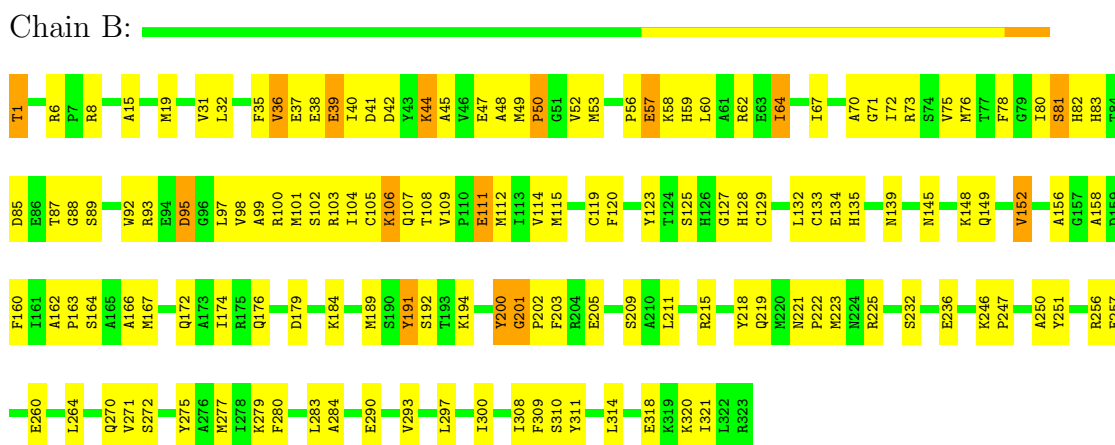 Chain B:
T1 R6 P7 R8 A15 M19 V31 L32 F35 V36 E37 E38 E39 I40 D41 D42 Y43 K44 A45 V46 E47 A48 M49 P50 G51 V52 M53 P56 E57 K58 H59 L60 A61 R62 E63 I64 I67 A70 G71 I72 R73 S74 V75 M76 T77 F78 G79 I80 S81 H82 H83 T84
D85 E86 T87 G88 S89 W92 R93 E94 D95 G96 L97 V98 A99 R100 M101 S102 R103 I104 C105 K106 Q107 T108 V109 P110 E111 M112 I113 V114 M115 C119 F120 Y123 T124 S125 H126 G127 H128 C129 L132 C133 E134 H135 N139 N145 K148 Q149 V152 A156 G157 A158 D159
F160 I161 A162 P163 S164 A165 A166 M167 Q172 A173 I174 R175 Q176 D179 K184 M189 S190 Y191 S192 T193 K194 Y200 G201 P202 F203 R204 E205 S209 A210 L211 R215 Y218 Q219 M220 N221 P222 M223 N224 R225 S232 E236 K246 P247 A250 Y251 R256 E257
E260 L264 Q270 V271 S272 Y275 A276 M277 I278 K279 F280 L283 A284 E290 V293 L297 I300 I308 F309 S310 Y311 L314 E318 K319 K320 I321 L322 R323